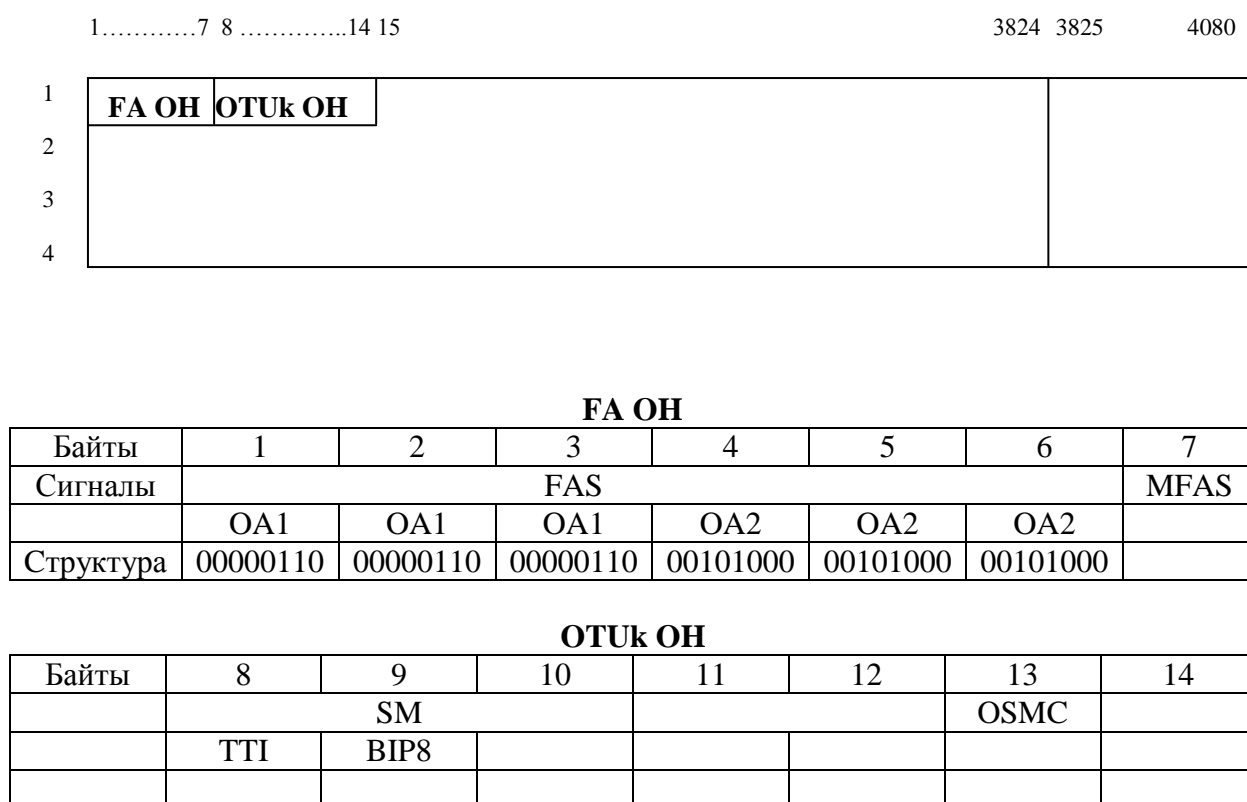 1…………7 8 …………..14 15 3824 3825 4080
1 FA OH OTUk OH
2
3
4
FA OH
Байты 1 2 3 4 5 6 7
Сигналы FAS MFAS
OA1 OA1 OA1 OA2 OA2 OA2
Структура 00000110 00000110 00000110 00101000 00101000 00101000
OTUk OH
Байты 8 9 10 11 12 13 14
SM OSMC
TTI BIP8